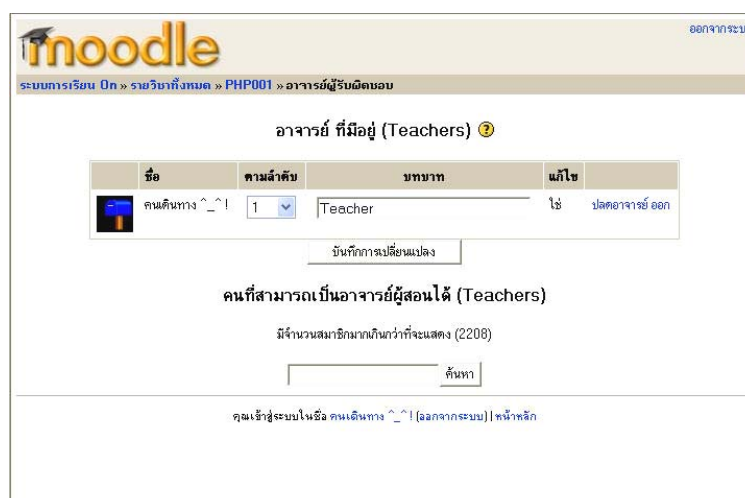 moodle
ออกจากระบ
ระบบการเรียน On » รายวิชาทั้งหมด » PHP001 » อาจารย์ผู้รับผิดชอบ
อาจารย์ ที่มีอยู่ (Teachers) ?
ชื่อ ตามลำดับ บทบาท แก้ไข
คนเดินทาง ^_^ ! 1 Teacher ใช่ ปลดอาจารย์ ออก
บันทึกการเปลี่ยนแปลง
คนที่สามารถเป็นอาจารย์ผู้สอนได้ (Teachers)
มีจำนวนสมาชิกมากเกินกว่าที่จะแสดง (2208)
ค้นหา
คุณเข้าสู่ระบบในชื่อ คนเดินทาง ^_^ ! (ออกจากระบบ) | หน้าหลัก